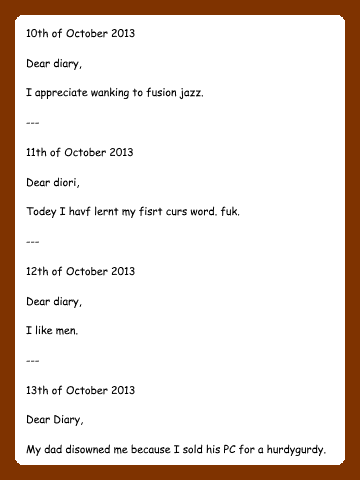 10th of October 2013
Dear diary,
I appreciate wanking to fusion jazz.
---
11th of October 2013
Dear diori,
Todey I havf lernt my fisrt curs word. fuk.
---
12th of October 2013
Dear diary,
I like men.
---
13th of October 2013
Dear Diary,
My dad disowned me because I sold his PC for a hurdygurdy.